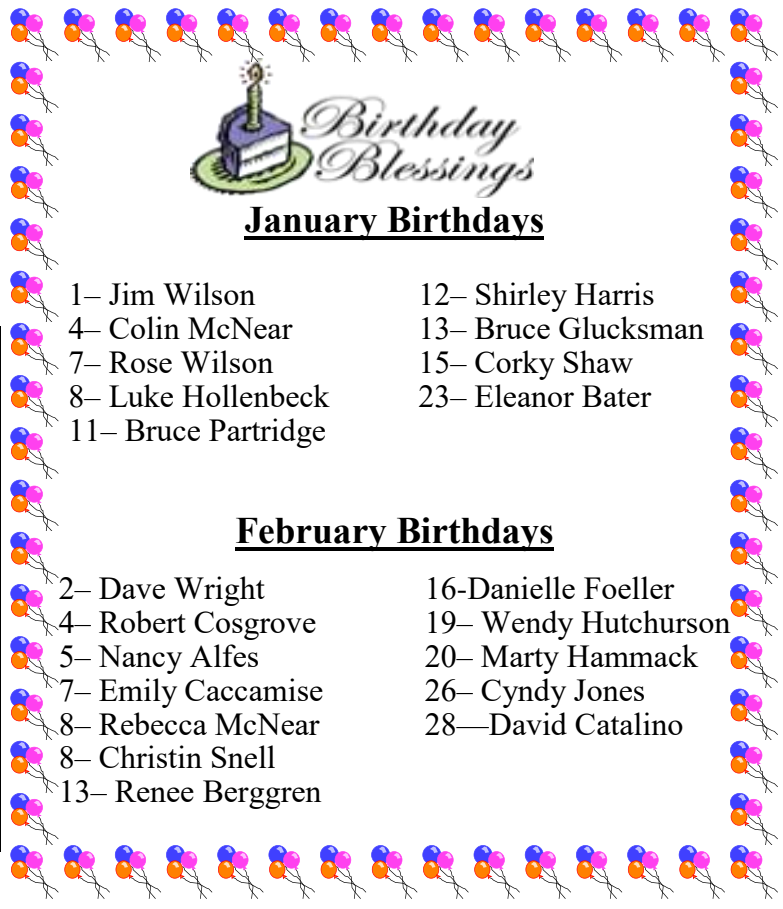 Birthday
Blessings
January Birthdays
1– Jim Wilson
4– Colin McNear
7– Rose Wilson
8– Luke Hollenbeck
11– Bruce Partridge
12– Shirley Harris
13– Bruce Glucksman
15– Corky Shaw
23– Eleanor Bater
February Birthdays
2– Dave Wright
4– Robert Cosgrove
5– Nancy Alfes
7– Emily Caccamise
8– Rebecca McNear
8– Christin Snell
13– Renee Berggren
16-Danielle Foeller
19– Wendy Hutchurson
20– Marty Hammack
26– Cyndy Jones
28—David Catalino